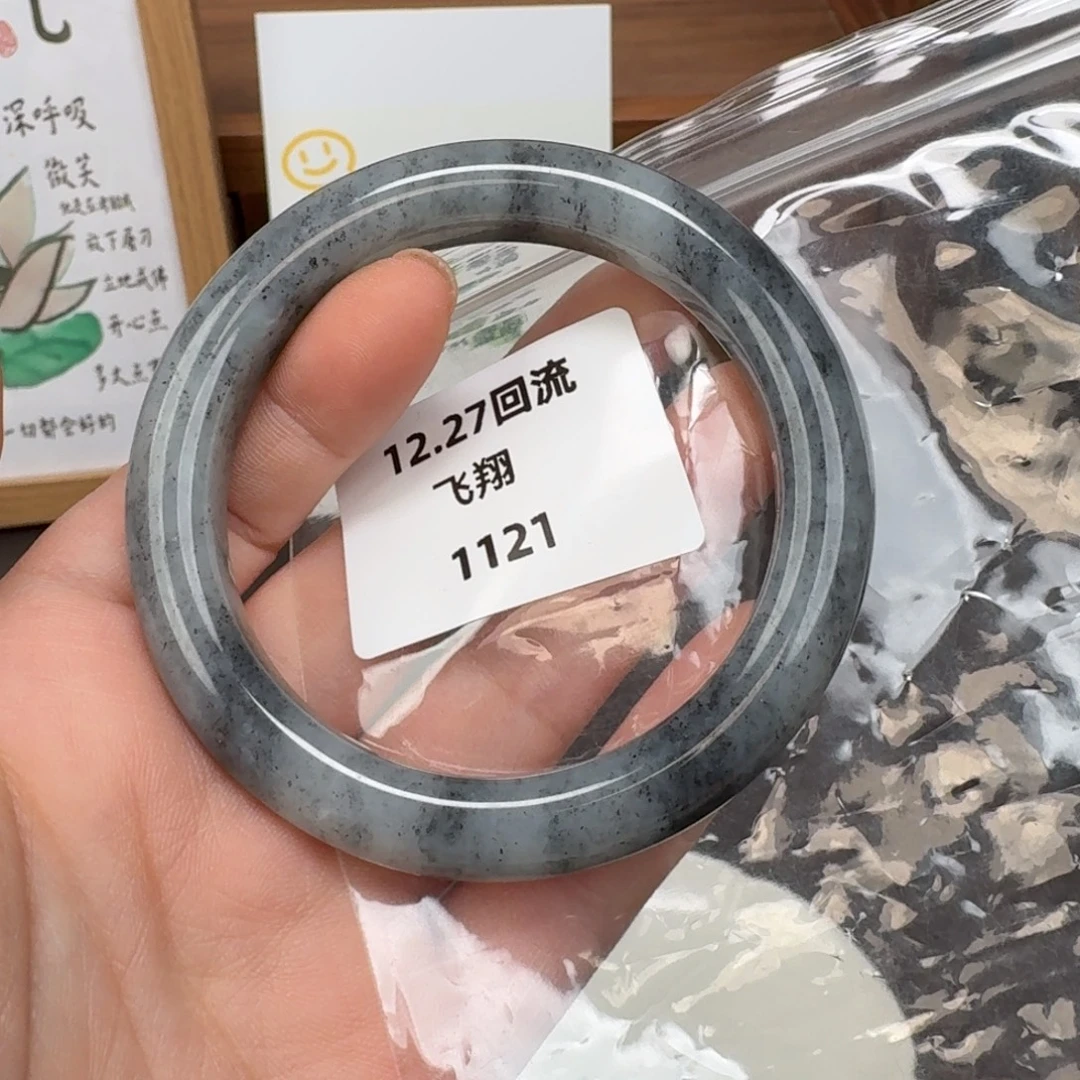 深呼吸
微笑
放下屠刀
立地成佛
开心点
一切都会好的
12.27回流
飞翔
1121